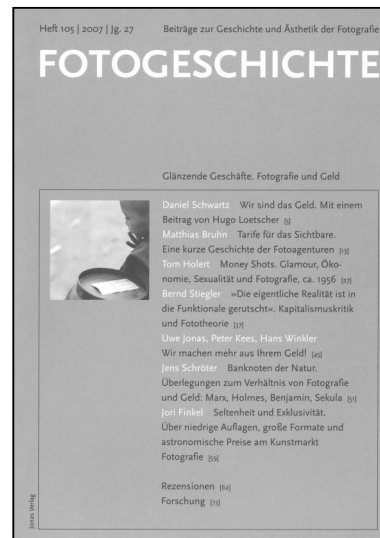 Heft 105 | 2007 | Jg. 27 Beiträge zur Geschichte und Ästhetik der Fotografie
FOTOGESCHICHTE
Glänzende Geschäfte. Fotografie und Geld
Daniel Schwartz Wir sind das Geld. Mit einem
Beitrag von Hugo Loetscher [5]
Matthias Bruhn Tarife für das Sichtbare.
Eine kurze Geschichte der Fotoagenturen [13]
Tom Holert Money Shots. Glamour, Öko-
nomie, Sexualität und Fotografie, ca. 1956 [27]
Bernd Stiegler »Die eigentliche Realität ist in
die Funktionale gerutscht«. Kapitalismuskritik
und Fototheorie [37]
Uwe Jonas, Peter Kees, Hans Winkler
Wir machen mehr aus Ihrem Geld! [45]
Jens Schröter Banknoten der Natur.
Überlegungen zum Verhältnis von Fotografie
und Geld: Marx, Holmes, Benjamin, Sekula [51]
Jori Finkel Seltenheit und Exklusivität.
Über niedrige Auflagen, große Formate und
astronomische Preise am Kunstmarkt
Fotografie [59]
Rezensionen [62]
Forschung [73]
Jonas Verlag